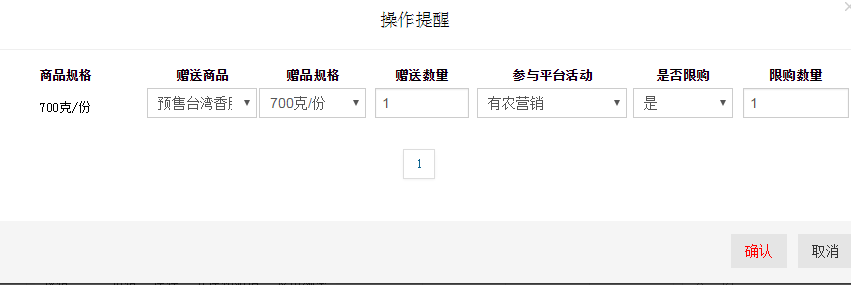 操作提醒
商品规格 赠送商品 赠品规格 赠送数量 参与平台活动 是否限购 限购数量
700克/份 预售台湾香 700克/份 1 有农营销 是 1
1
确认 取消